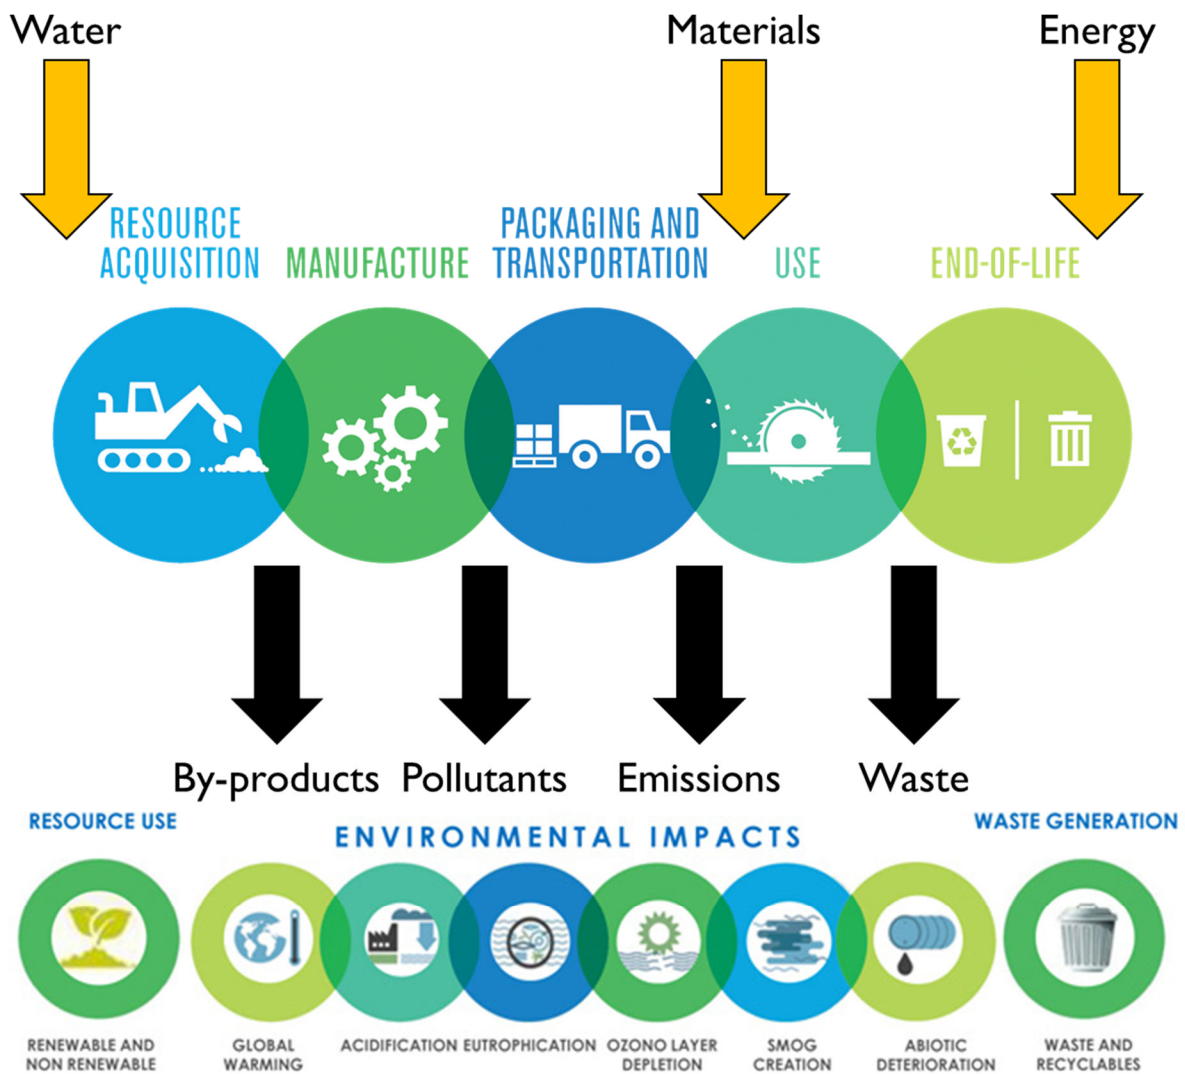 Water
Materials
Energy
RESOURCE
ACQUISITION
MANUFACTURE
PACKAGING AND
TRANSPORTATION
USE
END-OF-LIFE
By-products
Pollutants
Emissions
Waste
RESOURCE USE
ENVIRONMENTAL IMPACTS
WASTE GENERATION
RENEWABLE AND
NON RENEWABLE
GLOBAL
WARMING
ACIDIFICATION
EUTROPHICATION
OZONO LAYER
DEPLETION
SMOG
CREATION
ABIOTIC
DETERIORATION
WASTE AND
RECYCLABLES